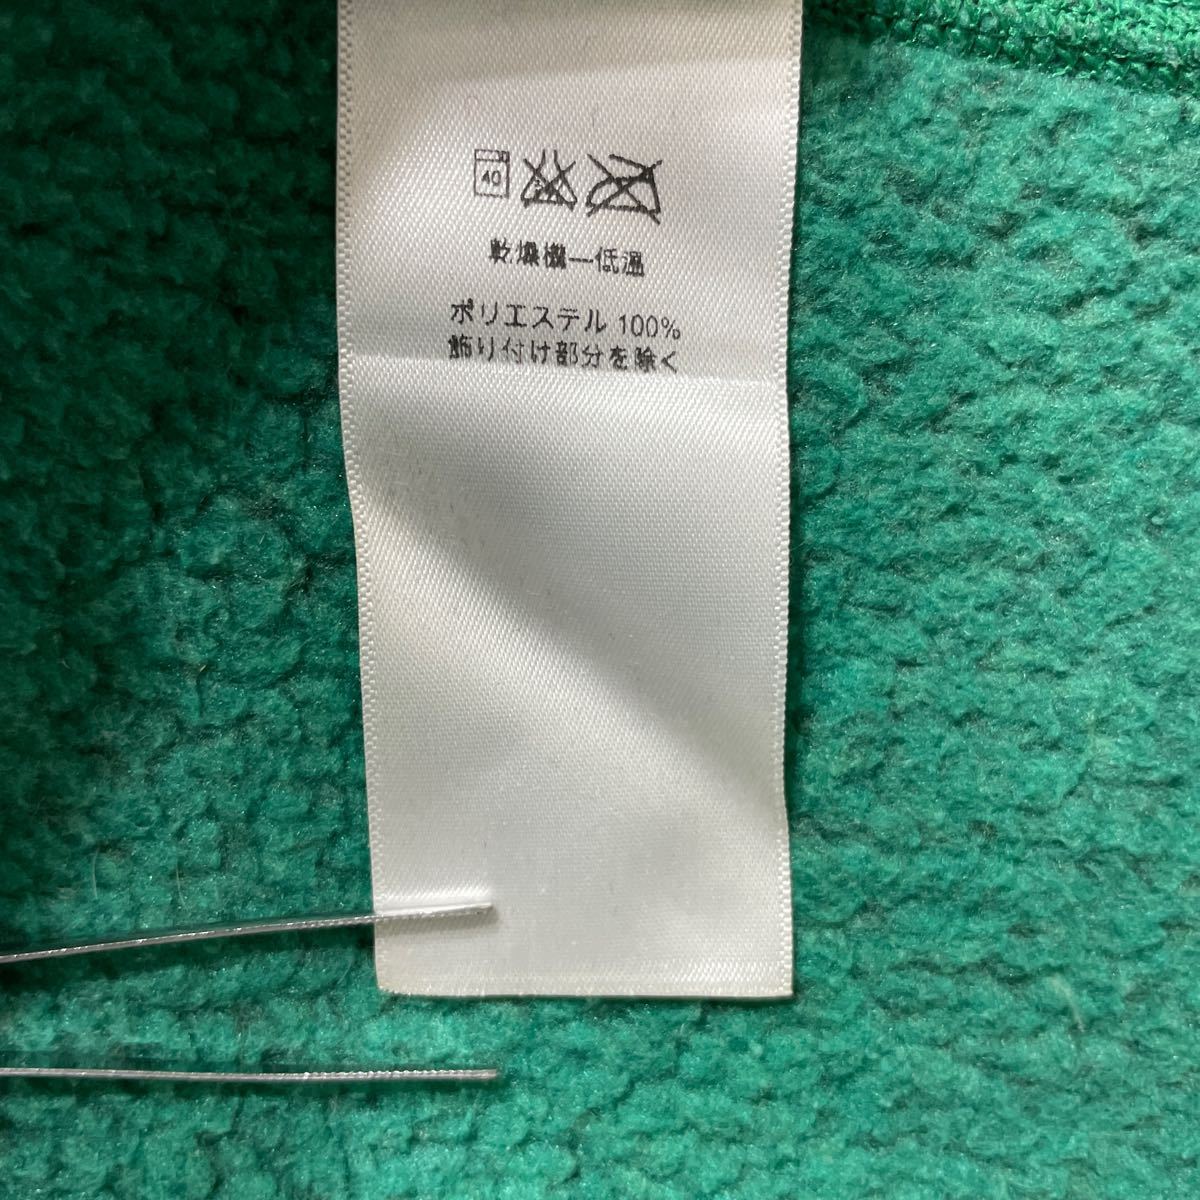 40
乾燥機—低温
ポリエステル 100%
飾り付け部分を除く